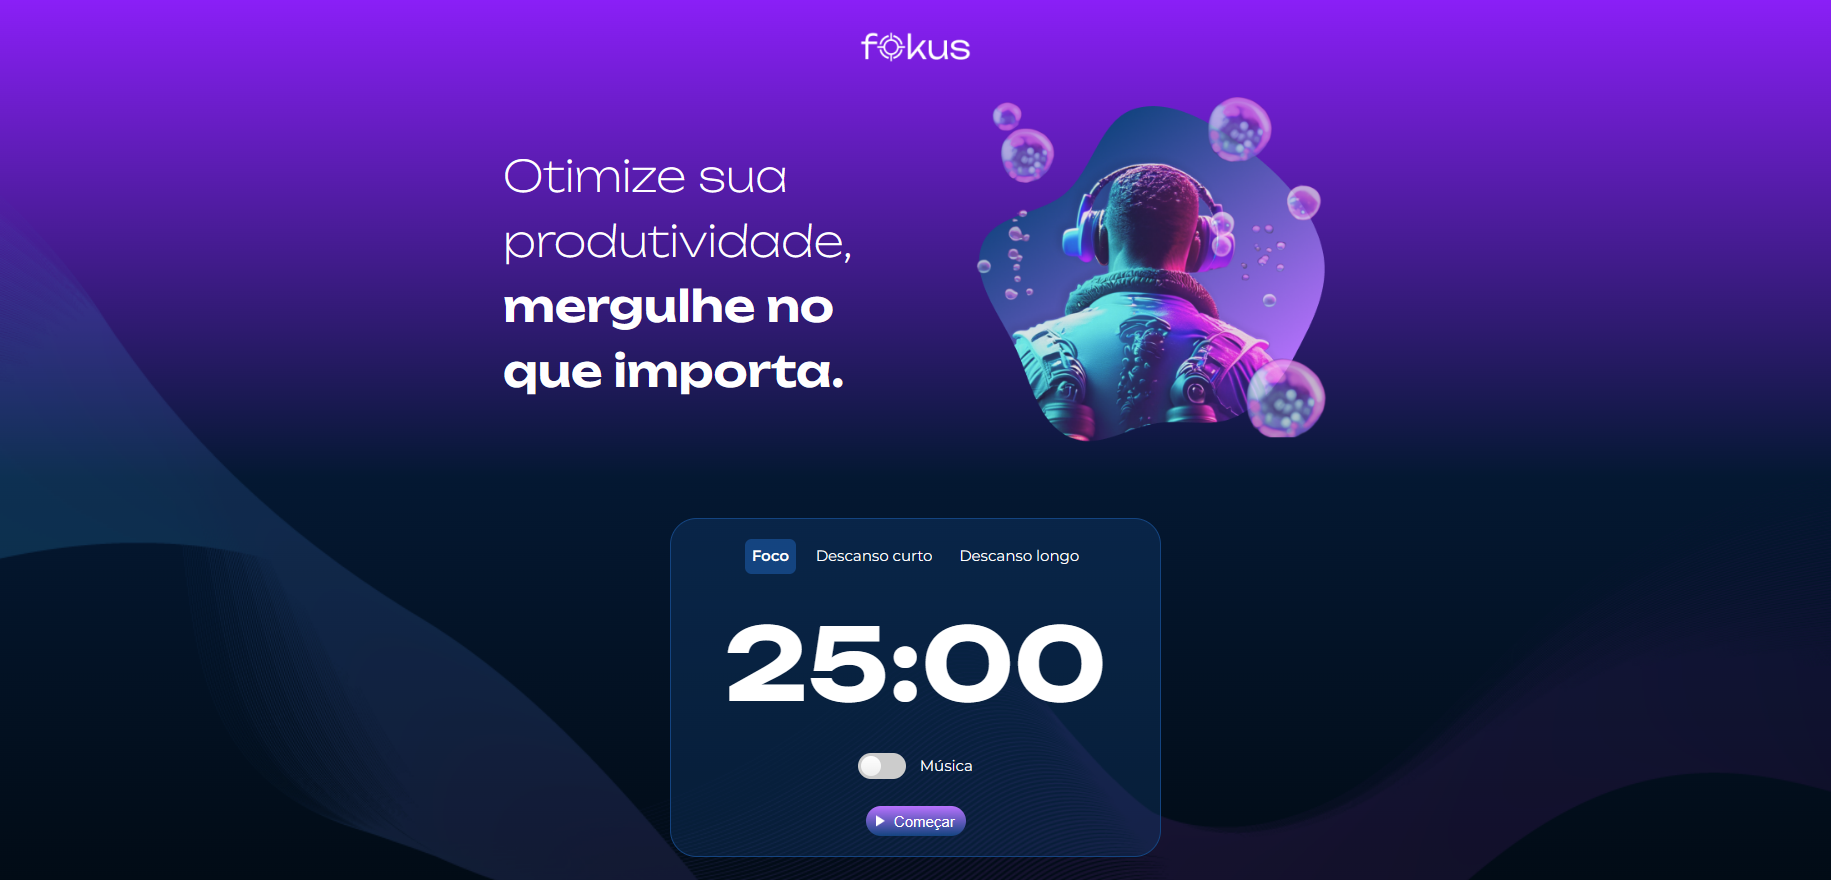 fokus
Otimize sua
produtividade,
mergulhe no
que importa.
Foco Descanso curto Descanso longo
25:00
Música
Começar